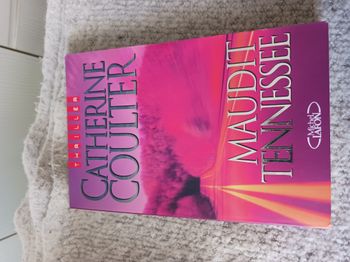 THRILLER
CATHERINE
COULTER
MAUDIT
TENNESSEE
Michel
LAFON